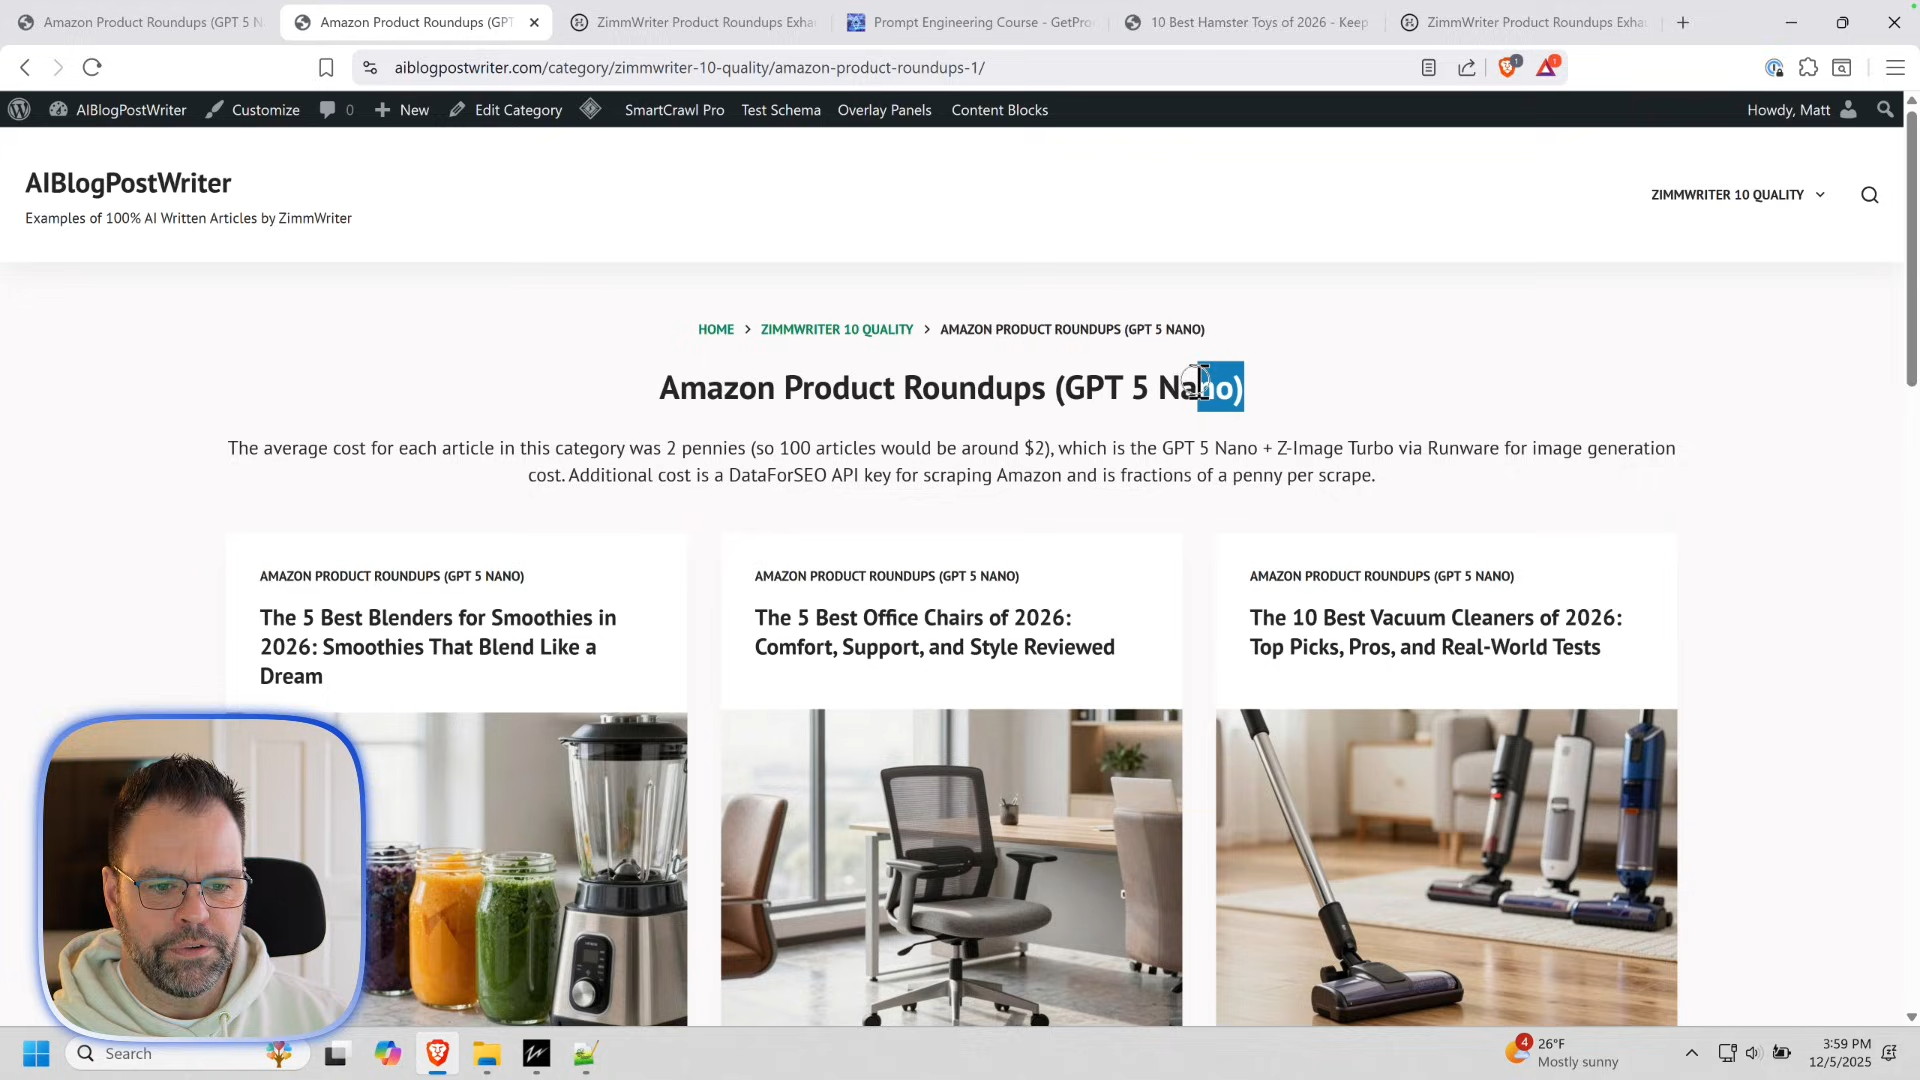 Amazon Product Roundups (GPT 5 N
Amazon Product Roundups (GPT
ZimmWriter Product Roundups Exha
Prompt Engineering Course - GetPro
10 Best Hamster Toys of 2026 - Keep
ZimmWriter Product Roundups Exha
aiblogpostwriter.com/category/zimmwriter-10-quality/amazon-product-roundups-1/
1
1
AIBlogPostWriter
Customize
0
New
Edit Category
SmartCrawl Pro
Test Schema
Overlay Panels
Content Blocks
Howdy, Matt
AIBlogPostWriter
Examples of 100% AI Written Articles by ZimmWriter
ZIMMWRITER 10 QUALITY
HOME > ZIMMWRITER 10 QUALITY > AMAZON PRODUCT ROUNDUPS (GPT 5 NANO)
Amazon Product Roundups (GPT 5 Nano)
The average cost for each article in this category was 2 pennies (so 100 articles would be around $2), which is the GPT 5 Nano + Z-Image Turbo via Runware for image generation
cost. Additional cost is a DataForSEO API key for scraping Amazon and is fractions of a penny per scrape.
AMAZON PRODUCT ROUNDUPS (GPT 5 NANO)
The 5 Best Blenders for Smoothies in
2026: Smoothies That Blend Like a
Dream
AMAZON PRODUCT ROUNDUPS (GPT 5 NANO)
The 5 Best Office Chairs of 2026:
Comfort, Support, and Style Reviewed
AMAZON PRODUCT ROUNDUPS (GPT 5 NANO)
The 10 Best Vacuum Cleaners of 2026:
Top Picks, Pros, and Real-World Tests
Search
4
26°F
Mostly sunny
3:59 PM
12/5/2025